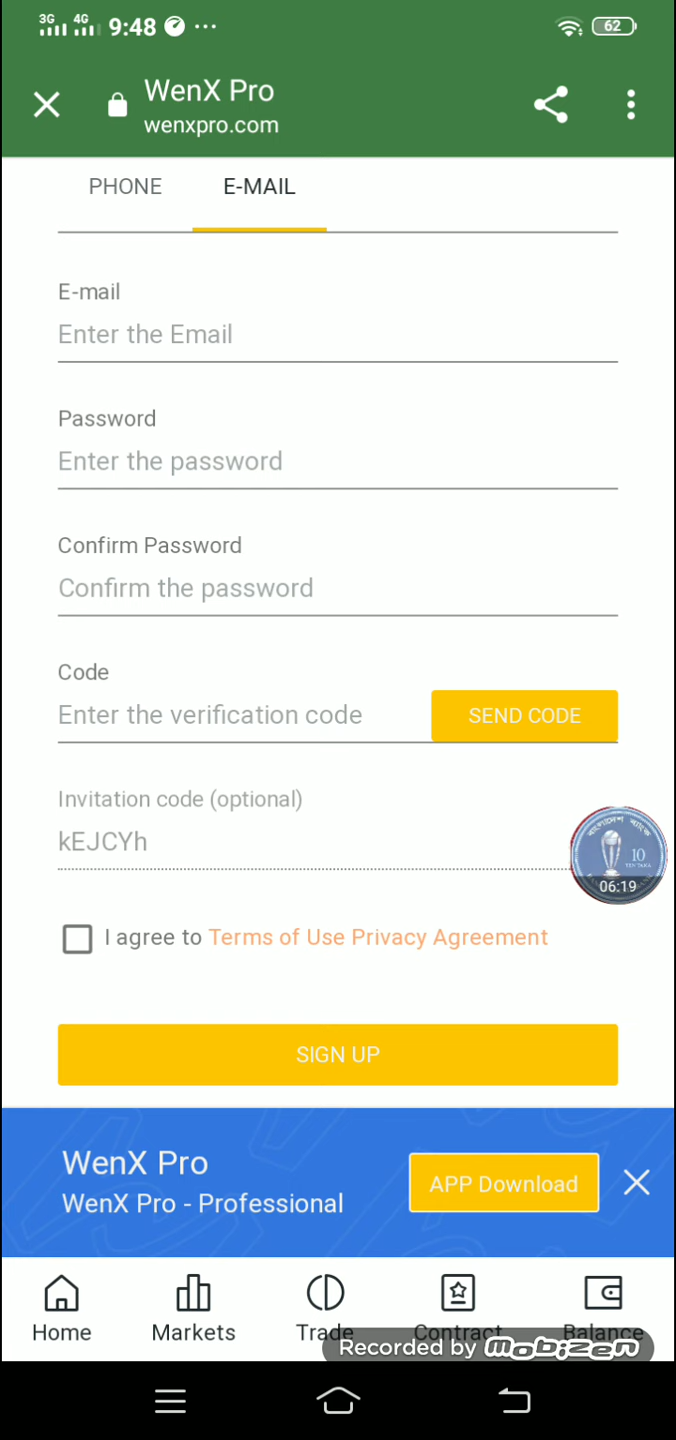 3G 4G 9:48 ... 62
WenX Pro
wenxpro.com
PHONE E-MAIL
E-mail
Enter the Email
Password
Enter the password
Confirm Password
Confirm the password
Code
Enter the verification code SEND CODE
Invitation code (optional)
kEJCYh
10
06:19
I agree to Terms of Use Privacy Agreement
SIGN UP
WenX Pro
WenX Pro - Professional
APP Download
Home Markets Trade Contract Balance
Recorded by mobizen